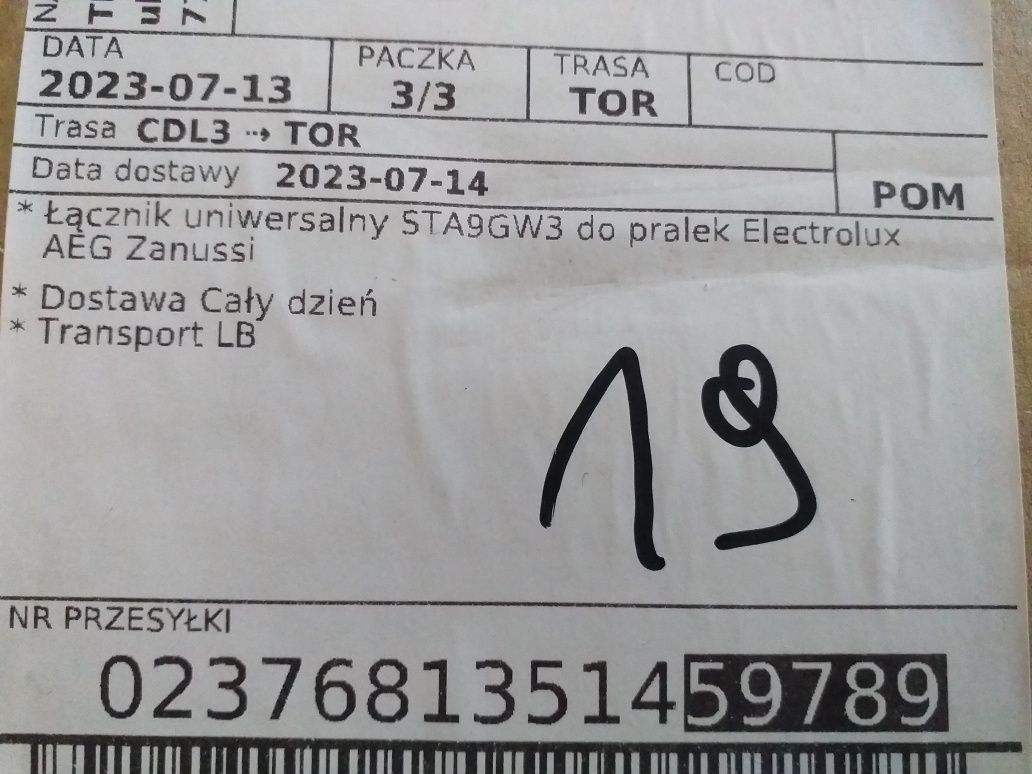 DATA PACZKA TRASA COD
2023-07-13 3/3 TOR
Trasa CDL3 ⇢ TOR
Data dostawy 2023-07-14 POM
* Łącznik uniwersalny STA9GW3 do pralek Electrolux
AEG Zanussi
* Dostawa Cały dzień
* Transport LB
19
NR PRZESYŁKI
0237681351459789